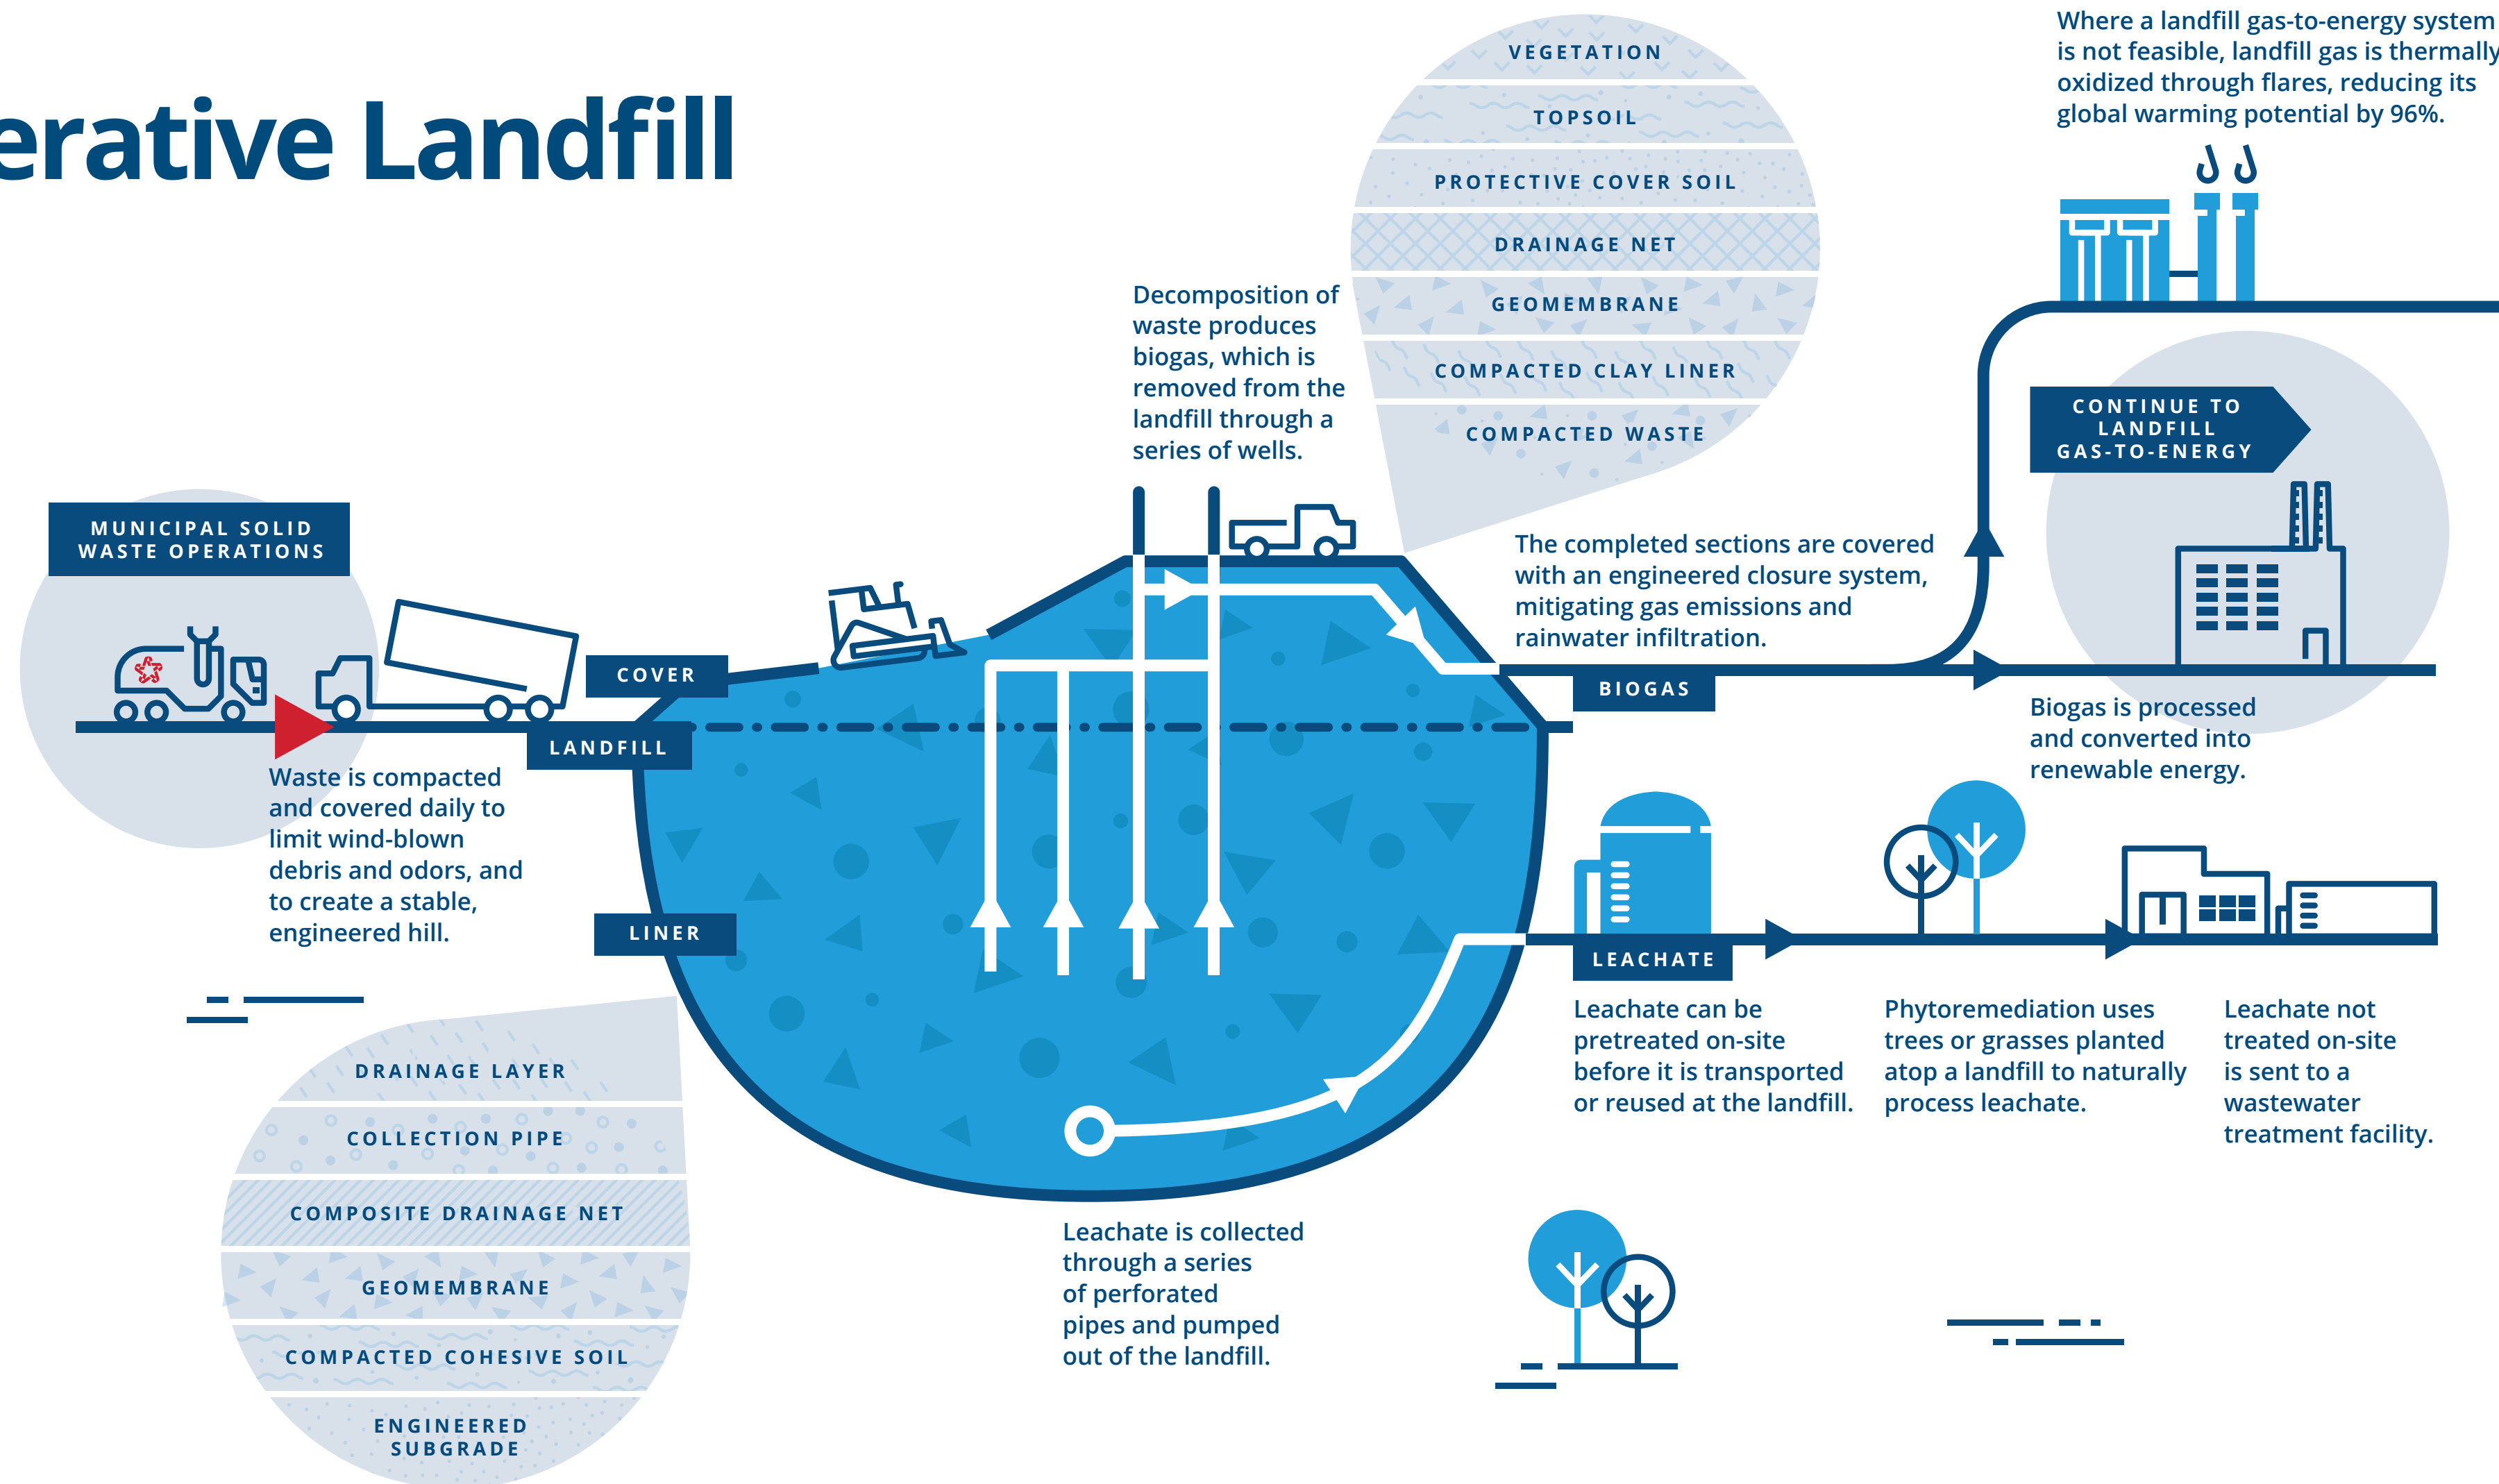 erative Landfill
Where a landfill gas-to-energy system
is not feasible, landfill gas is thermally
oxidized through flares, reducing its
global warming potential by 96%.
VEGETATION
TOPSOIL
PROTECTIVE COVER SOIL
DRAINAGE NET
GEOMEMBRANE
COMPACTED CLAY LINER
COMPACTED WASTE
Decomposition of
waste produces
biogas, which is
removed from the
landfill through a
series of wells.
CONTINUE TO
LANDFILL
GAS-TO-ENERGY
MUNICIPAL SOLID
WASTE OPERATIONS
The completed sections are covered
with an engineered closure system,
mitigating gas emissions and
rainwater infiltration.
COVER
BIOGAS
LANDFILL
Biogas is processed
and converted into
renewable energy.
Waste is compacted
and covered daily to
limit wind-blown
debris and odors, and
to create a stable,
engineered hill.
LINER
LEACHATE
Leachate can be
pretreated on-site
before it is transported
or reused at the landfill.
Phytoremediation uses
trees or grasses planted
atop a landfill to naturally
process leachate.
Leachate not
treated on-site
is sent to a
wastewater
treatment facility.
DRAINAGE LAYER
COLLECTION PIPE
COMPOSITE DRAINAGE NET
GEOMEMBRANE
COMPACTED COHESIVE SOIL
ENGINEERED
SUBGRADE
Leachate is collected
through a series
of perforated
pipes and pumped
out of the landfill.